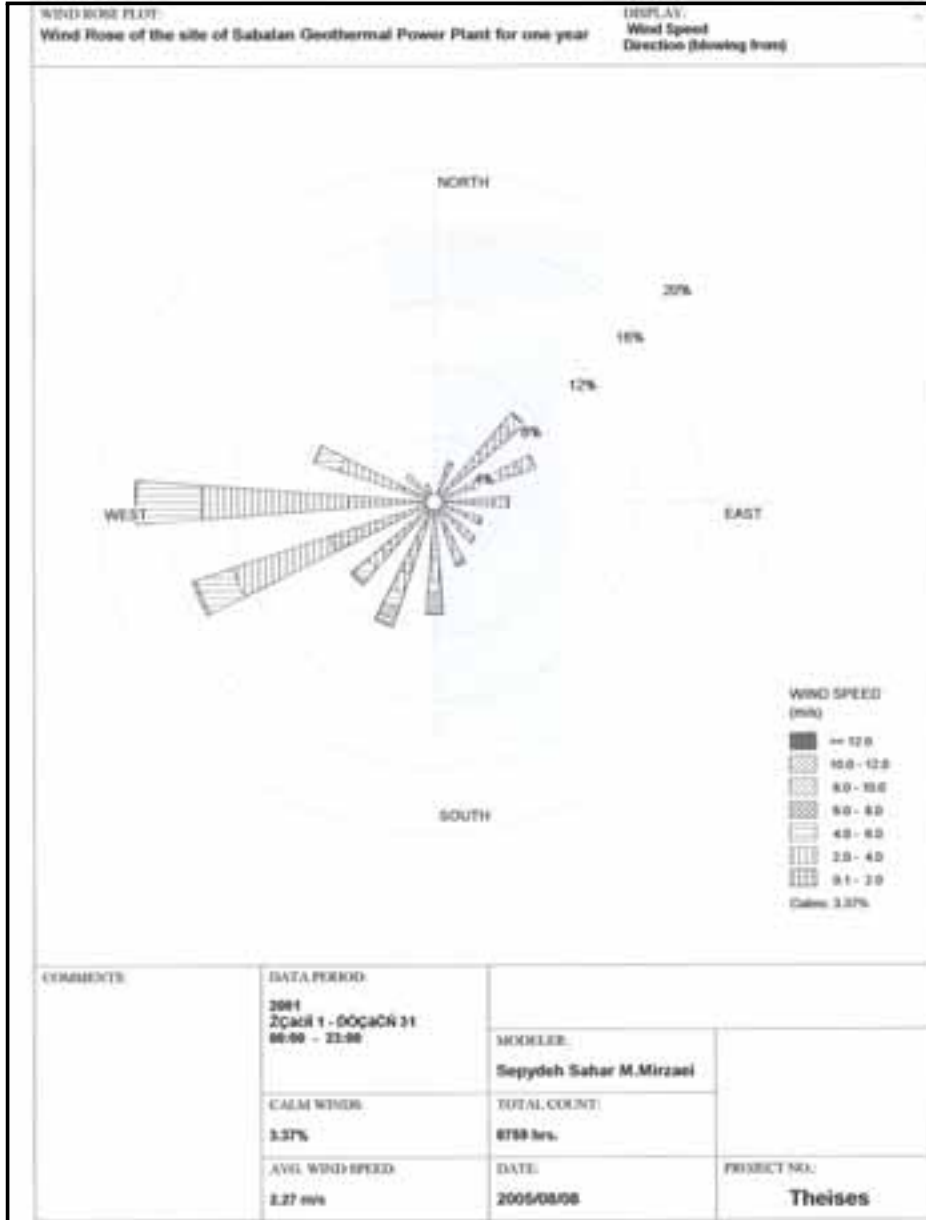 WIND ROSE PLOT:
Wind Rose of the site of Sabalan Geothermal Power Plant for one year
DISPLAY:
Wind Speed
Direction (blowing from)
NORTH
20%
16%
12%
8%
4%
WEST
EAST
SOUTH
WIND SPEED
(m/s)
10.0 - 12.0
8.0 - 10.0
6.0 - 8.0
4.0 - 6.0
2.0 - 4.0
0.1 - 2.0
Calms: 3.37%
COMMENTS:
DATA PERIOD:
2001
00:00 - 23:00
MODELER:
Sepydeh Sahar M.Mirzaei
CALM WINDS:
3.37%
TOTAL COUNT:
hrs.
AVG. WIND SPEED:
m/s
DATE:
2005/08/08
PROJECT NO.:
Theises